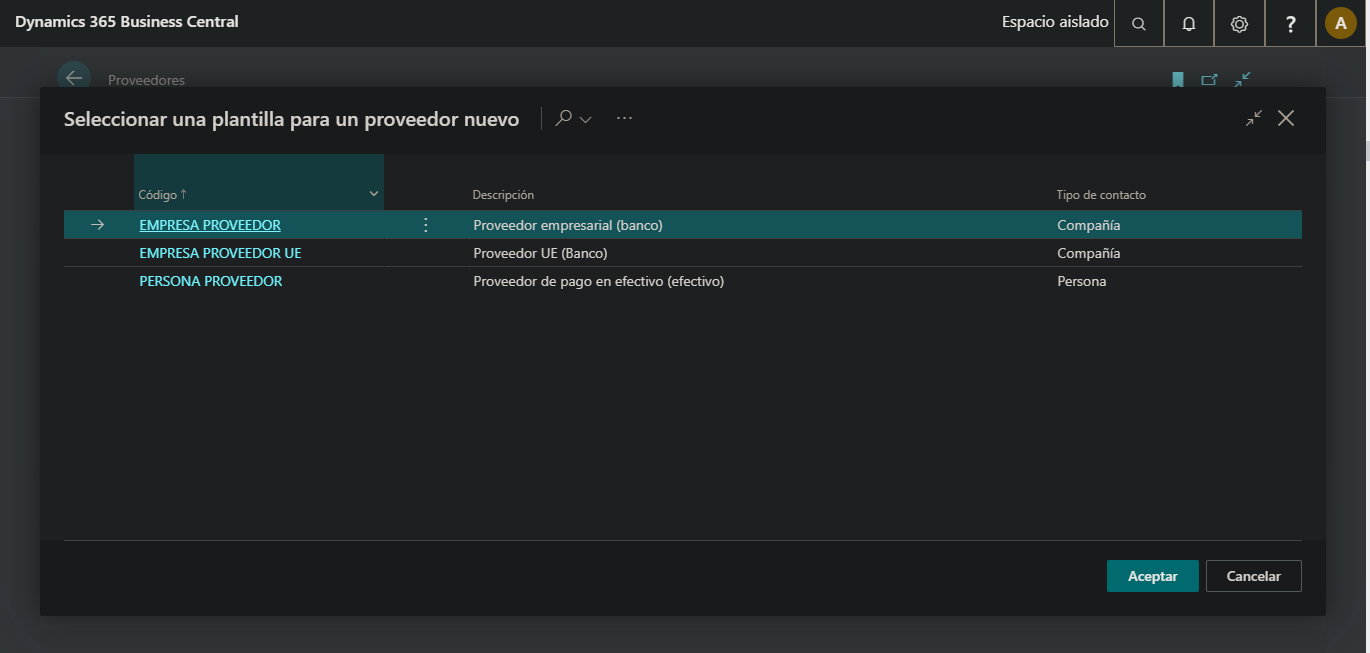 Dynamics 365 Business Central
Espacio aislado
?
A
Proveedores
Seleccionar una plantilla para un proveedor nuevo
Código ↑ Descripción Tipo de contacto
EMPRESA PROVEEDOR Proveedor empresarial (banco) Compañía
EMPRESA PROVEEDOR UE Proveedor UE (Banco) Compañía
PERSONA PROVEEDOR Proveedor de pago en efectivo (efectivo) Persona
Aceptar Cancelar